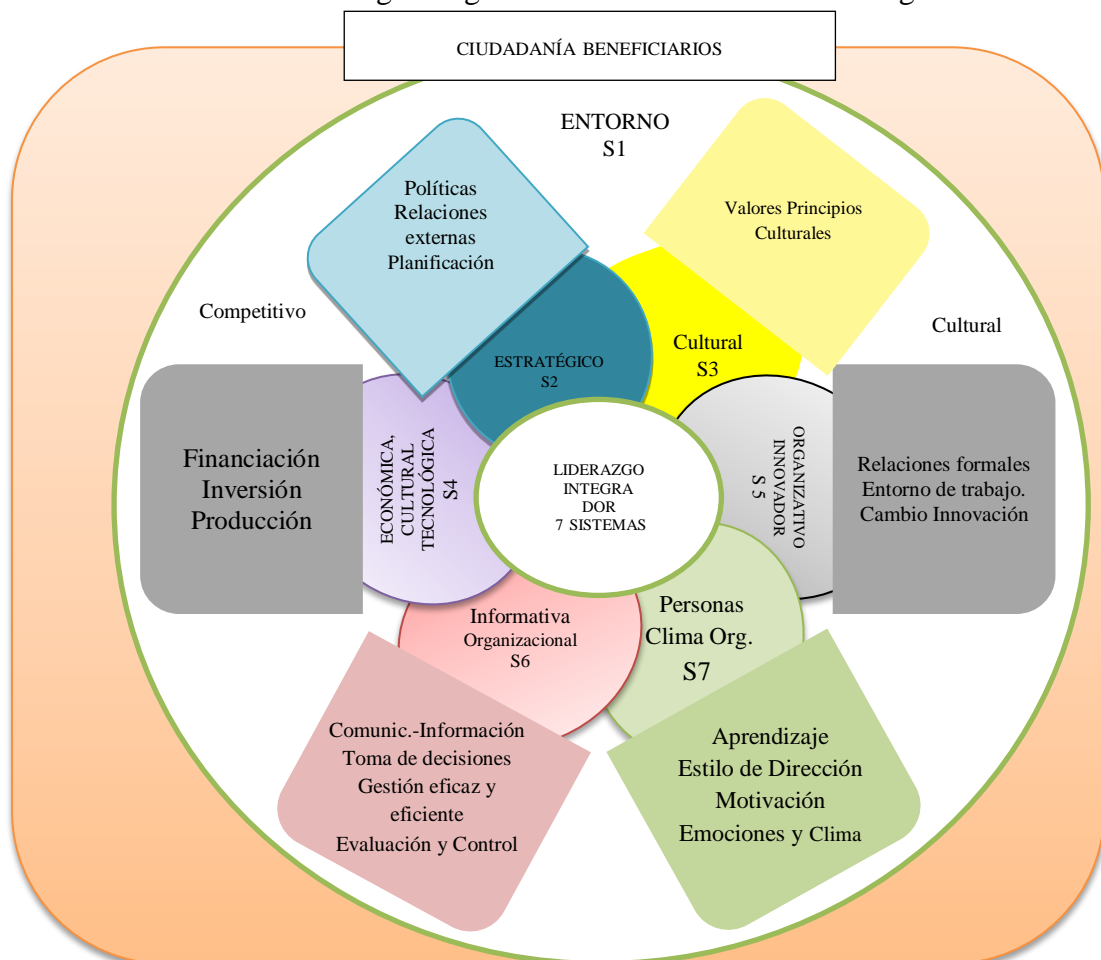 CIUDADANÍA BENEFICIARIOS
ENTORNO
S1
Políticas
Relaciones
externas
Planificación
Valores Principios
Culturales
Competitivo
Cultural
ESTRATÉGICO
S2
Cultural
S3
Financiación
Inversión
Producción
ECONÓMICA,
CULTURAL
TECNOLÓGICA
S4
LIDERAZGO
INTEGRA
DOR
7 SISTEMAS
ORGANIZATIVO
INNOVADOR
S 5
Relaciones formales
Entorno de trabajo.
Cambio Innovación
Informativa
Organizacional
S6
Personas
Clima Org.
S7
Comunic.-Información
Toma de decisiones
Gestión eficaz y
eficiente
Evaluación y Control
Aprendizaje
Estilo de Dirección
Motivación
Emociones y Clima